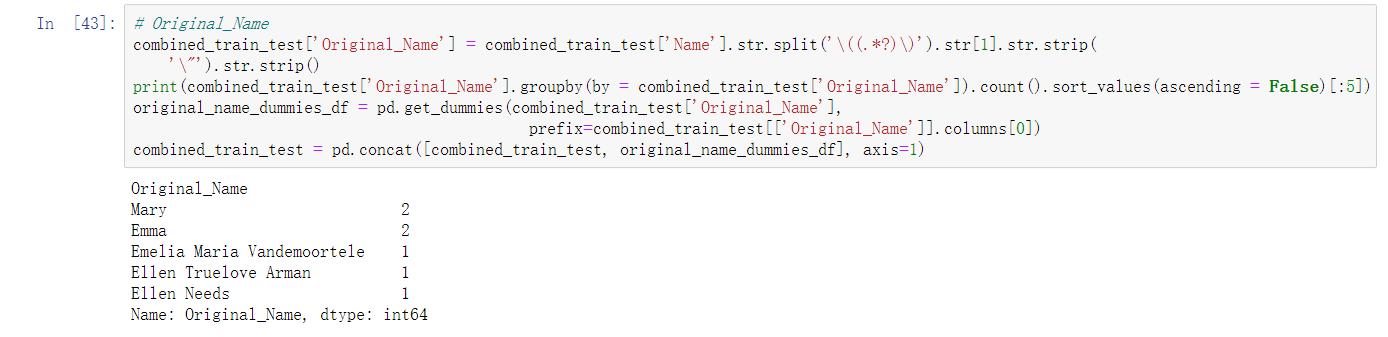 In [43]: # Original_Name
combined_train_test['Original_Name'] = combined_train_test['Name'].str.split('\((.*?)\)').str[1].str.strip(
    '\"').str.strip()
print(combined_train_test['Original_Name'].groupby(by = combined_train_test['Original_Name']).count().sort_values(ascending = False)[:5])
original_name_dummies_df = pd.get_dummies(combined_train_test['Original_Name'],
                                          prefix=combined_train_test[['Original_Name']].columns[0])
combined_train_test = pd.concat([combined_train_test, original_name_dummies_df], axis=1)
Original_Name
Mary                          2
Emma                          2
Emelia Maria Vandemoortele    1
Ellen Truelove Arman          1
Ellen Needs                   1
Name: Original_Name, dtype: int64